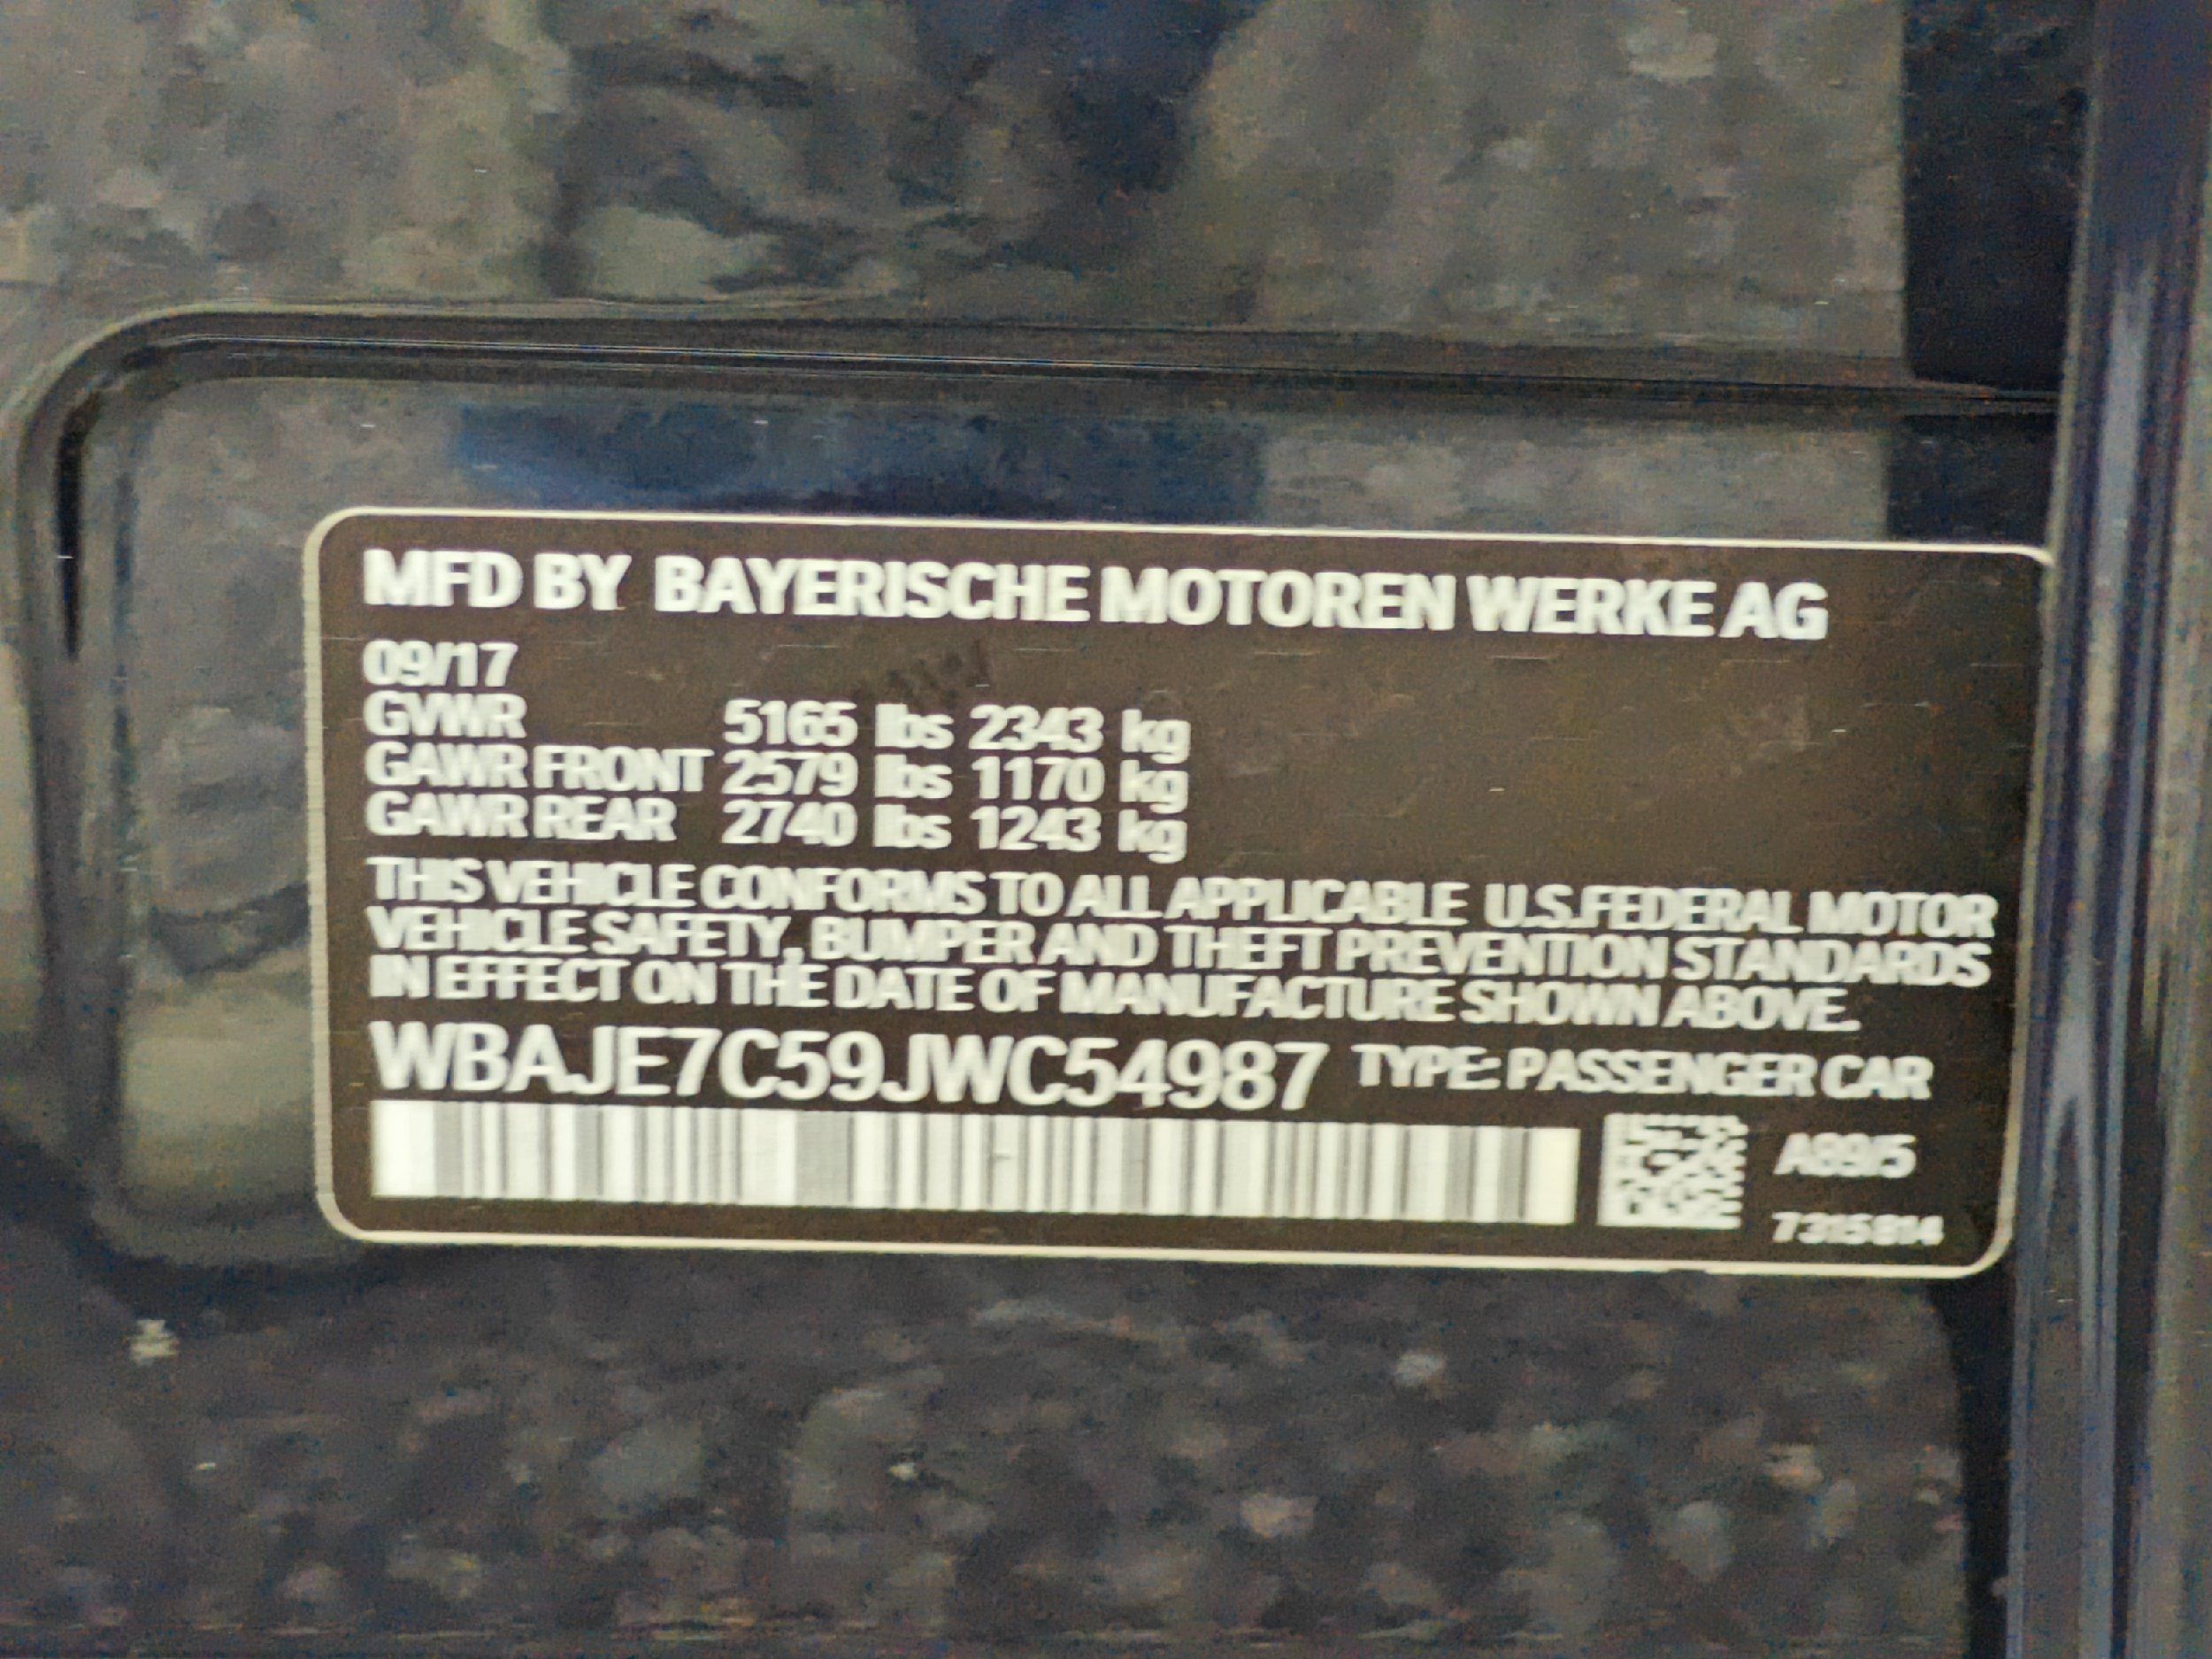 MFD BY BAYERISCHE MOTOREN WERKE AG
09/17
GVWR 5165 lbs 2343 kg
GAWR FRONT 2579 lbs 1170 kg
GAWR REAR 2740 lbs 1243 kg
THIS VEHICLE CONFORMS TO ALL APPLICABLE U.S.FEDERAL MOTOR
VEHICLE SAFETY, BUMPER AND THEFT PREVENTION STANDARDS
IN EFFECT ON THE DATE OF MANUFACTURE SHOWN ABOVE.
WBAJE7C59JWC54987 TYPE: PASSENGER CAR
A89/5
7315814